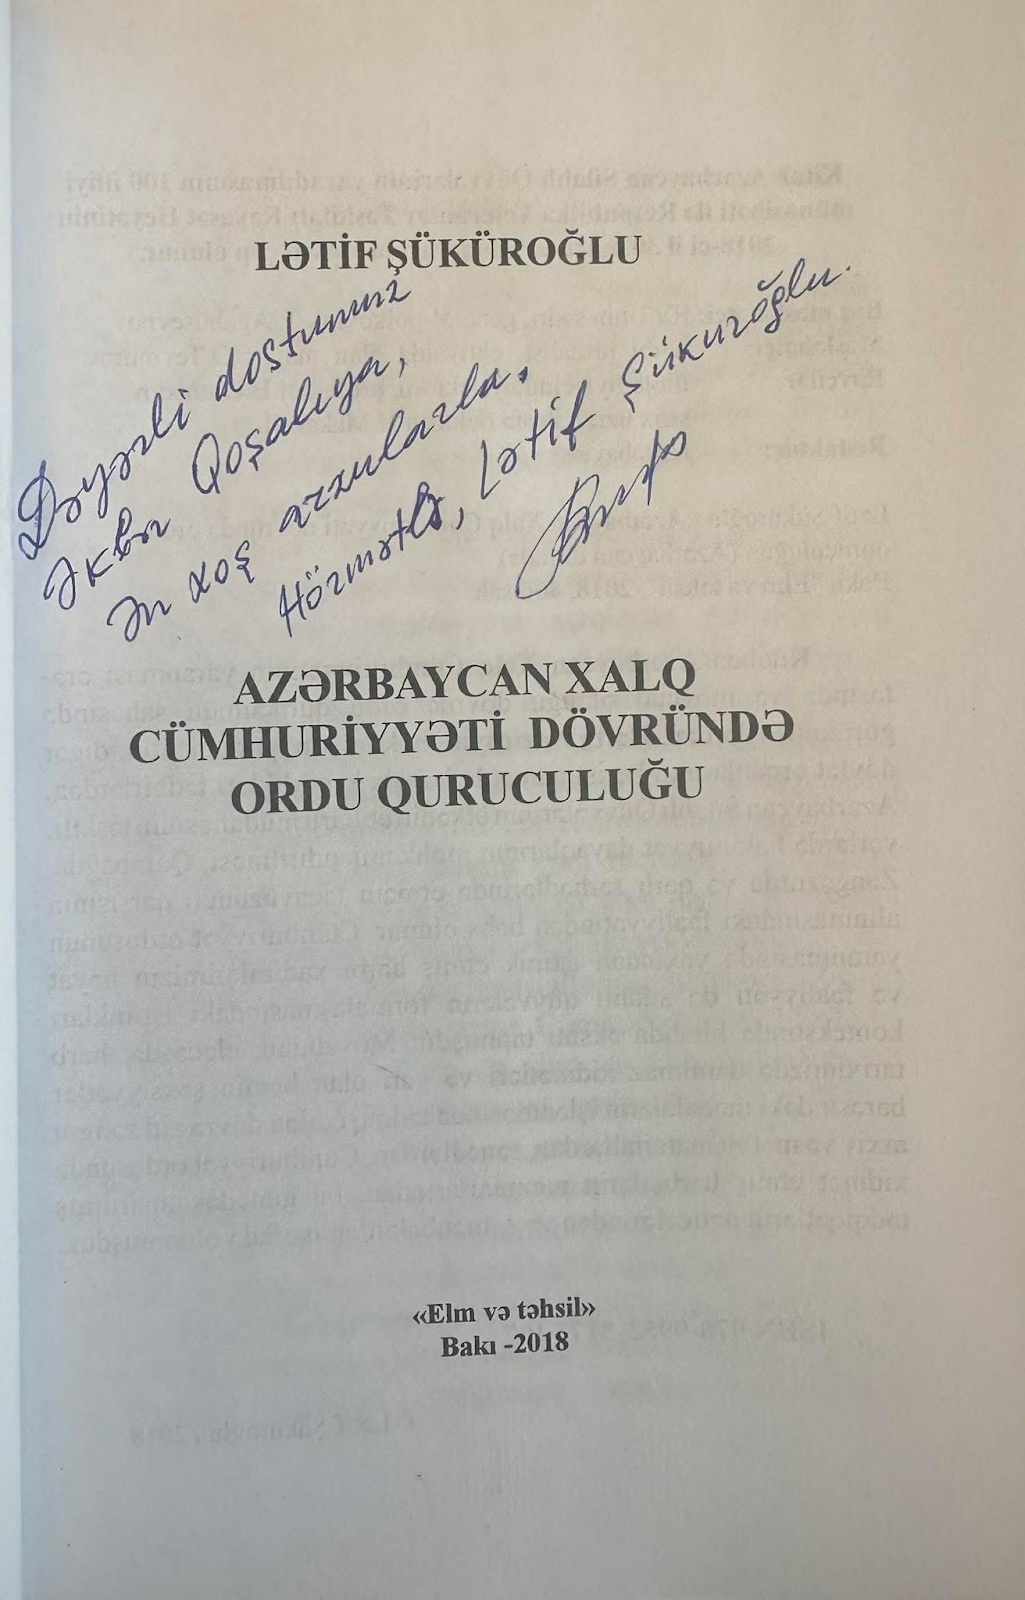 LƏTİF ŞÜKÜROĞLU
Dəyərli dostumuz
Əkbər Qoşalıya,
Ən xoş arzularla.
Hörmətlə, Lətif Şükuroğlu.
AZƏRBAYCAN XALQ
CÜMHURİYYƏTİ DÖVRÜNDƏ
ORDU QURUCULUĞU
«Elm və təhsil»
Bakı -2018